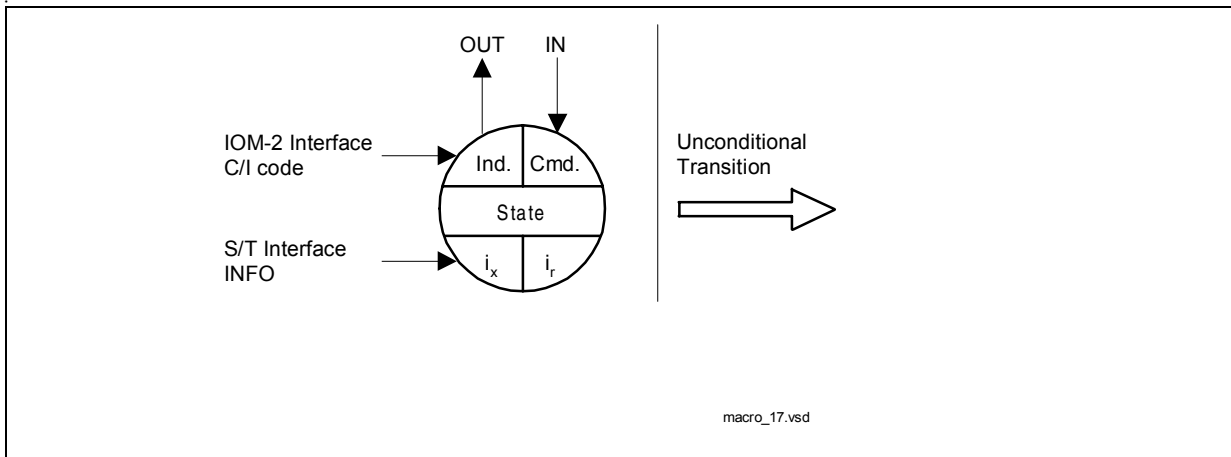 OUT IN
IOM-2 Interface
C/I code
Ind. Cmd.
State
S/T Interface
INFO
iₓ iᵣ
Unconditional
Transition
macro_17.vsd